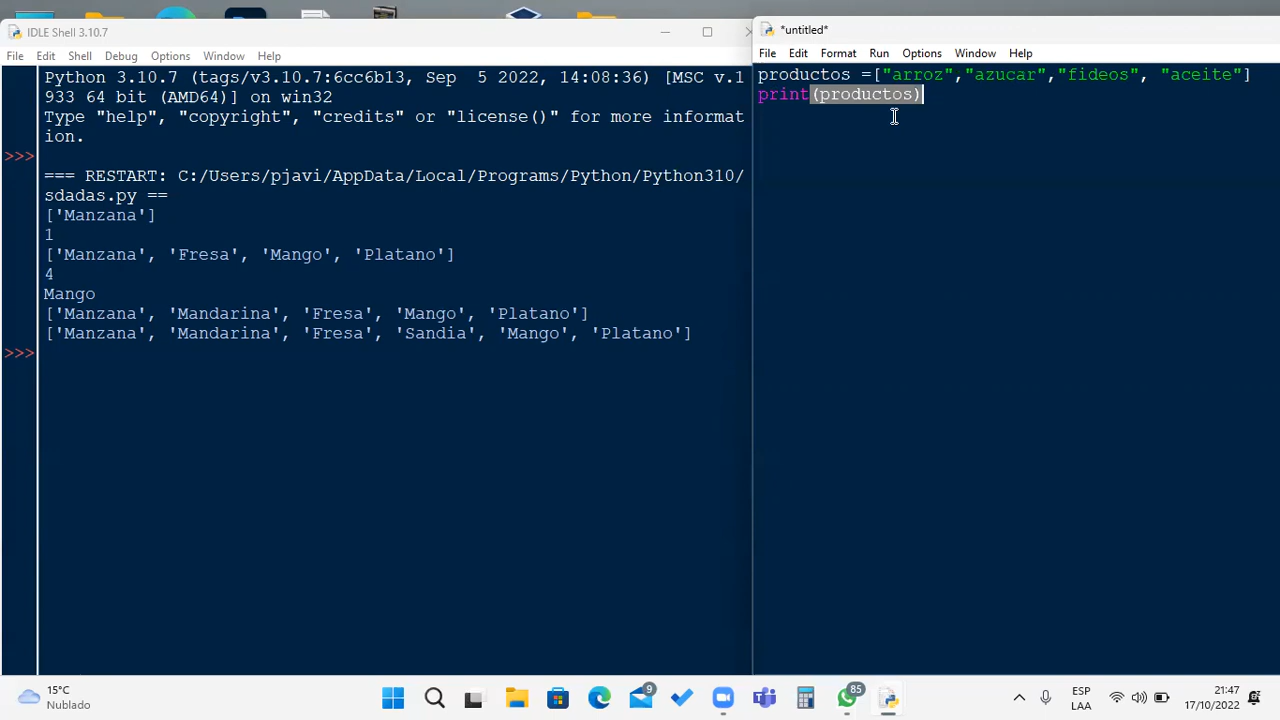 IDLE Shell 3.10.7
File Edit Shell Debug Options Window Help
Python 3.10.7 (tags/v3.10.7:6cc6b13, Sep  5 2022, 14:08:36) [MSC v.1
933 64 bit (AMD64)] on win32
Type "help", "copyright", "credits" or "license()" for more informat
ion.
>>>
=== RESTART: C:/Users/pjavi/AppData/Local/Programs/Python/Python310/
sdadas.py ==
['Manzana']
1
['Manzana', 'Fresa', 'Mango', 'Platano']
4
Mango
['Manzana', 'Mandarina', 'Fresa', 'Mango', 'Platano']
['Manzana', 'Mandarina', 'Fresa', 'Sandia', 'Mango', 'Platano']
>>>
*untitled*
File Edit Format Run Options Window Help
productos =["arroz","azucar","fideos", "aceite"]
print(productos)
15°C
Nublado
9
85
ESP
LAA
21:47
17/10/2022